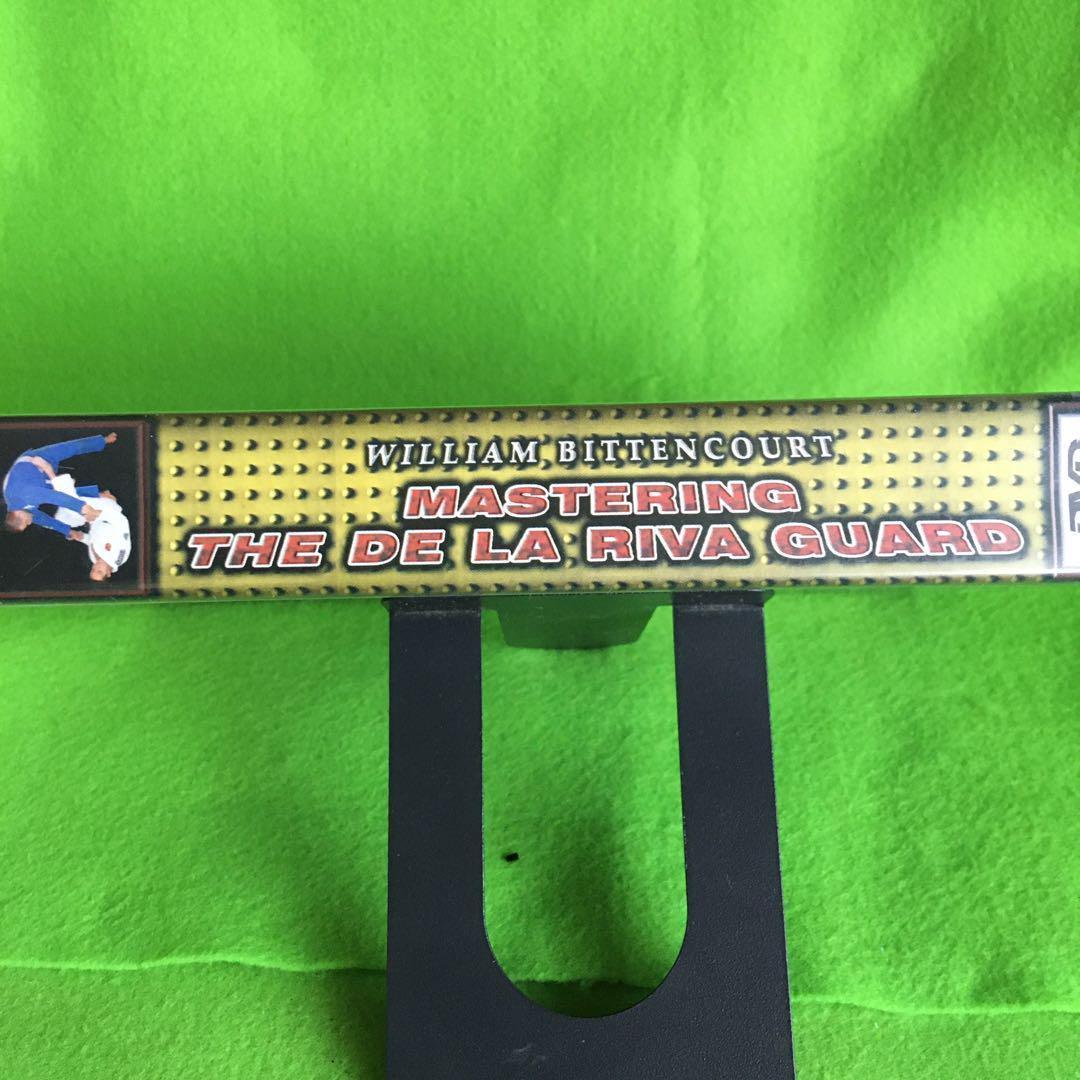 WILLIAM BITTENCOURT
MASTERING
THE DE LA RIVA GUARD